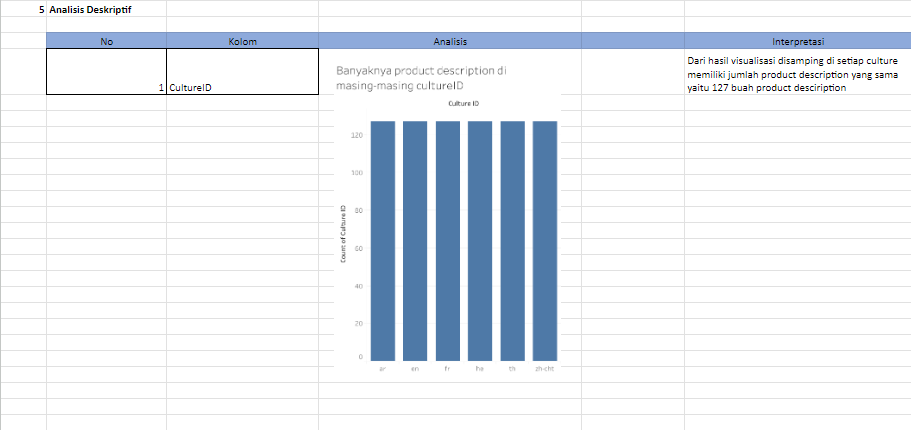 5 Analisis Deskriptif
No Kolom Analisis Interpretasi
1 CultureID
Banyaknya product description di
masing-masing cultureID
Culture ID
120
100
80
60
40
20
0
Count of Culture ID
ar en fr he th zh-cht
Dari hasil visualisasi disamping di setiap culture
memiliki jumlah product description yang sama
yaitu 127 buah product desciription